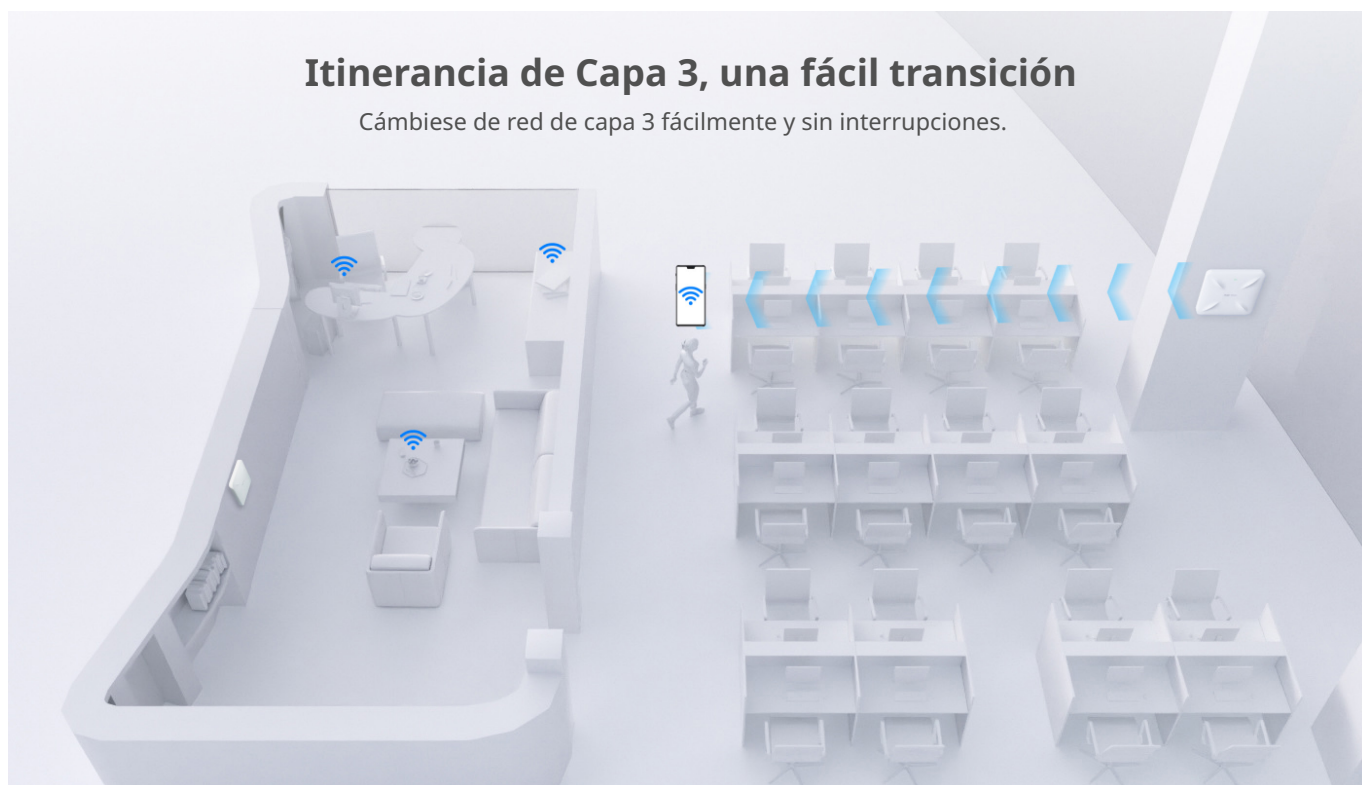 Itinerancia de Capa 3, una fácil transición
Cámbiese de red de capa 3 fácilmente y sin interrupciones.